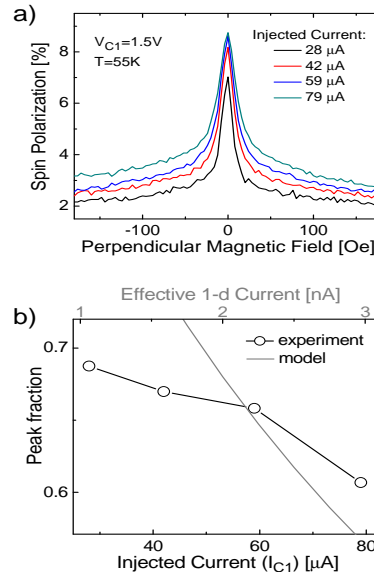 a)
V_C1=1.5V
T=55K
Injected Current:
28 μA
42 μA
59 μA
79 μA
Spin Polarization [%]
8
6
4
2
-100 0 100
Perpendicular Magnetic Field [Oe]
b)
Effective 1-d Current [nA]
1 2 3
experiment
model
Peak fraction
0.7
0.6
40 60 80
Injected Current (I_C1) [μA]